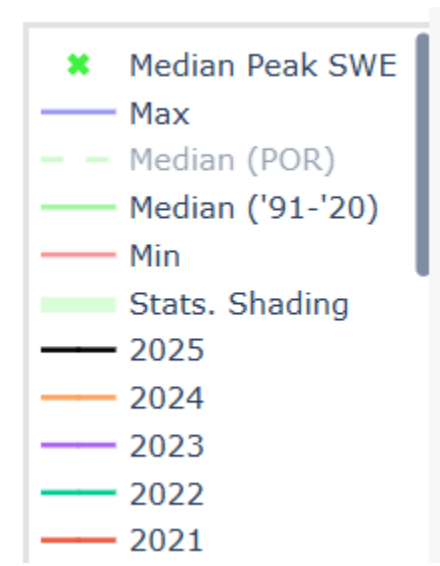 Median Peak SWE
Max
Median (POR)
Median ('91-'20)
Min
Stats. Shading
2025
2024
2023
2022
2021